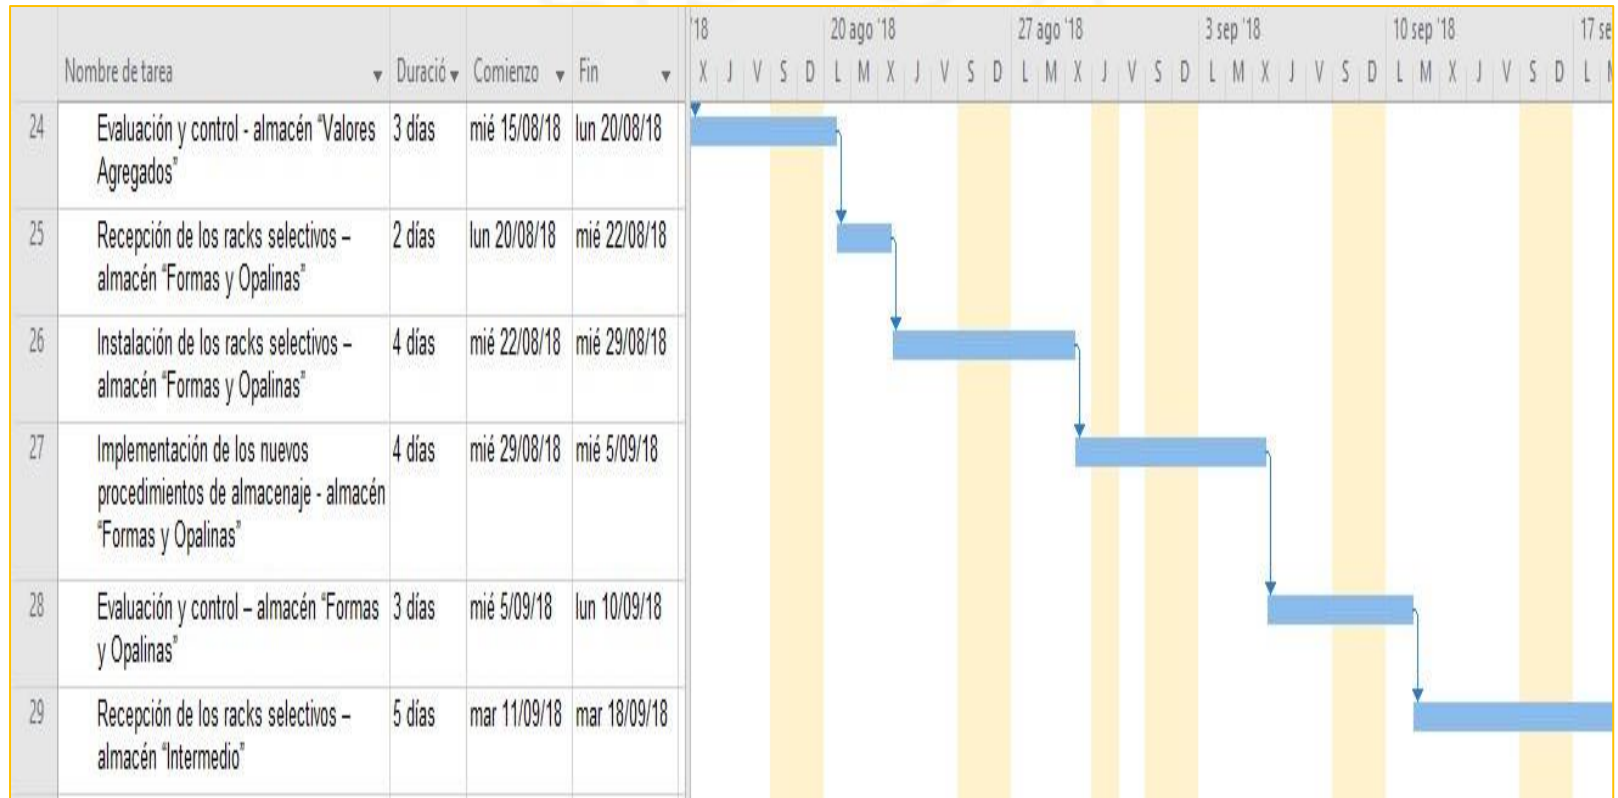 '18 20 ago '18 27 ago '18 3 sep '18 10 sep '18 17 se
Nombre de tarea Duració Comienzo Fin X J V S D L M X J V S D L M X J V S D L M X J V S D L M X J V S D L
24 Evaluación y control - almacén “Valores 3 días mié 15/08/18 lun 20/08/18
Agregados”
25 Recepción de los racks selectivos – 2 días lun 20/08/18 mié 22/08/18
almacén “Formas y Opalinas”
26 Instalación de los racks selectivos – 4 días mié 22/08/18 mié 29/08/18
almacén “Formas y Opalinas”
27 Implementación de los nuevos 4 días mié 29/08/18 mié 5/09/18
procedimientos de almacenaje - almacén
“Formas y Opalinas”
28 Evaluación y control – almacén “Formas 3 días mié 5/09/18 lun 10/09/18
y Opalinas”
29 Recepción de los racks selectivos – 5 días mar 11/09/18 mar 18/09/18
almacén “Intermedio”